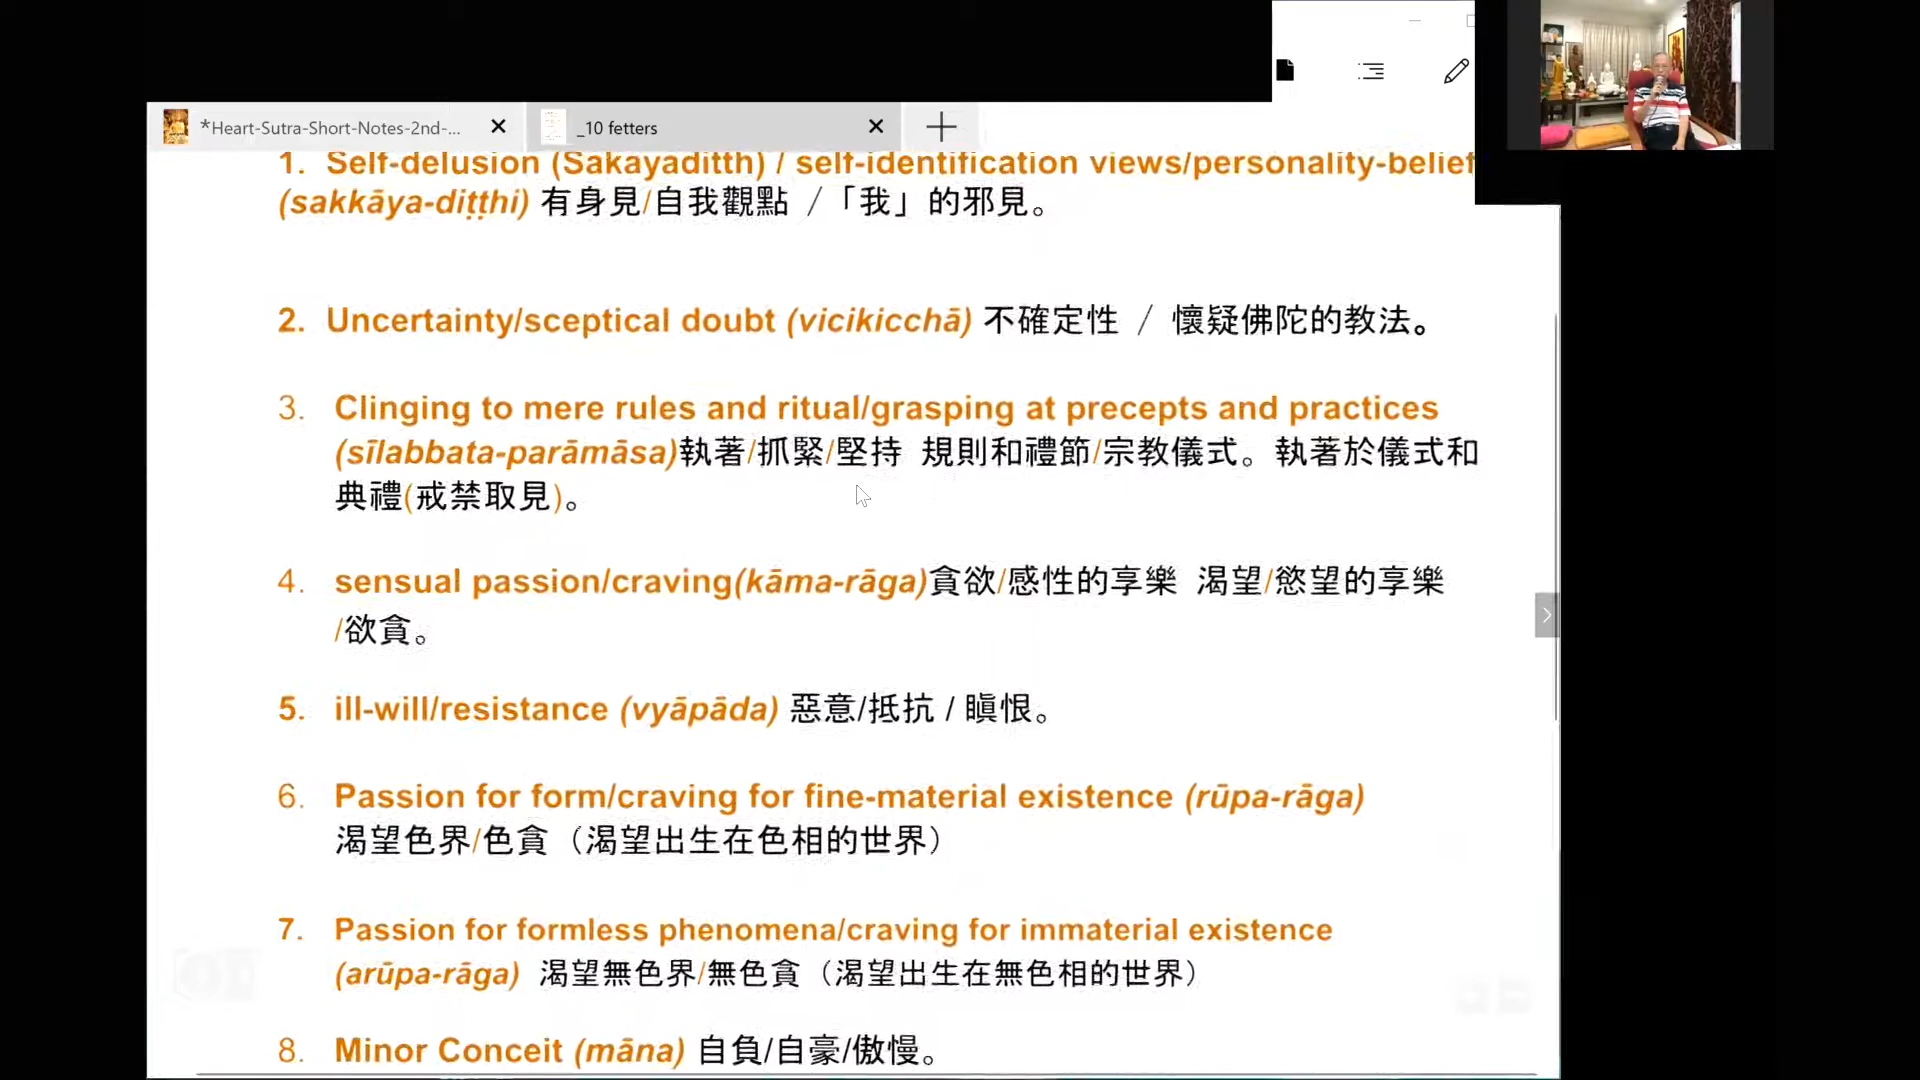 *Heart-Sutra-Short-Notes-2nd-...
_10 fetters
1. Self-delusion (Sakayaditth) / self-identification views/personality-belief
(sakkāya-diṭṭhi) 有身見/自我觀點 /「我」的邪見。
2. Uncertainty/sceptical doubt (vicikicchā) 不確定性 / 懷疑佛陀的教法。
3. Clinging to mere rules and ritual/grasping at precepts and practices
(sīlabbata-parāmāsa)執著/抓緊/堅持 規則和禮節/宗教儀式。執著於儀式和
典禮(戒禁取見)。
4. sensual passion/craving(kāma-rāga)貪欲/感性的享樂 渴望/慾望的享樂
/欲貪。
5. ill-will/resistance (vyāpāda) 惡意/抵抗 / 瞋恨。
6. Passion for form/craving for fine-material existence (rūpa-rāga)
渴望色界/色貪（渴望出生在色相的世界）
7. Passion for formless phenomena/craving for immaterial existence
(arūpa-rāga) 渴望無色界/無色貪（渴望出生在無色相的世界）
8. Minor Conceit (māna) 自負/自豪/傲慢。